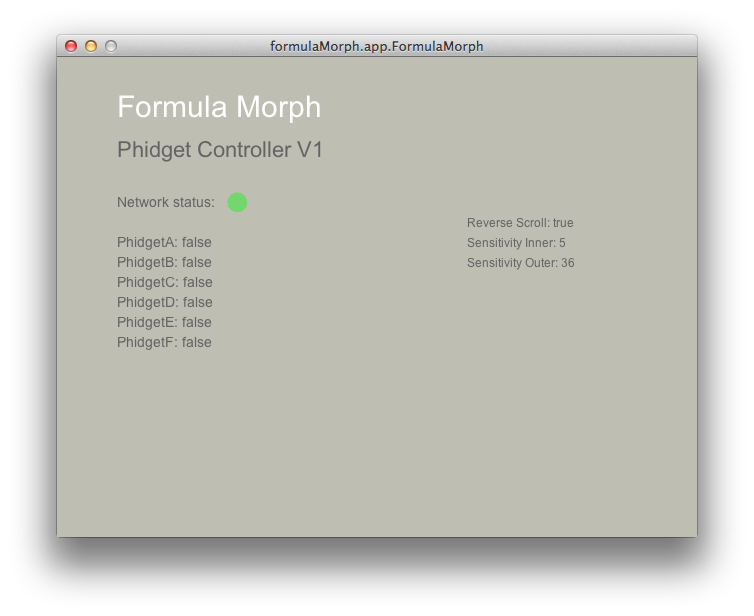 formulaMorph.app.FormulaMorph
Formula Morph
Phidget Controller V1
Network status:
PhidgetA: false
PhidgetB: false
PhidgetC: false
PhidgetD: false
PhidgetE: false
PhidgetF: false
Reverse Scroll: true
Sensitivity Inner: 5
Sensitivity Outer: 36